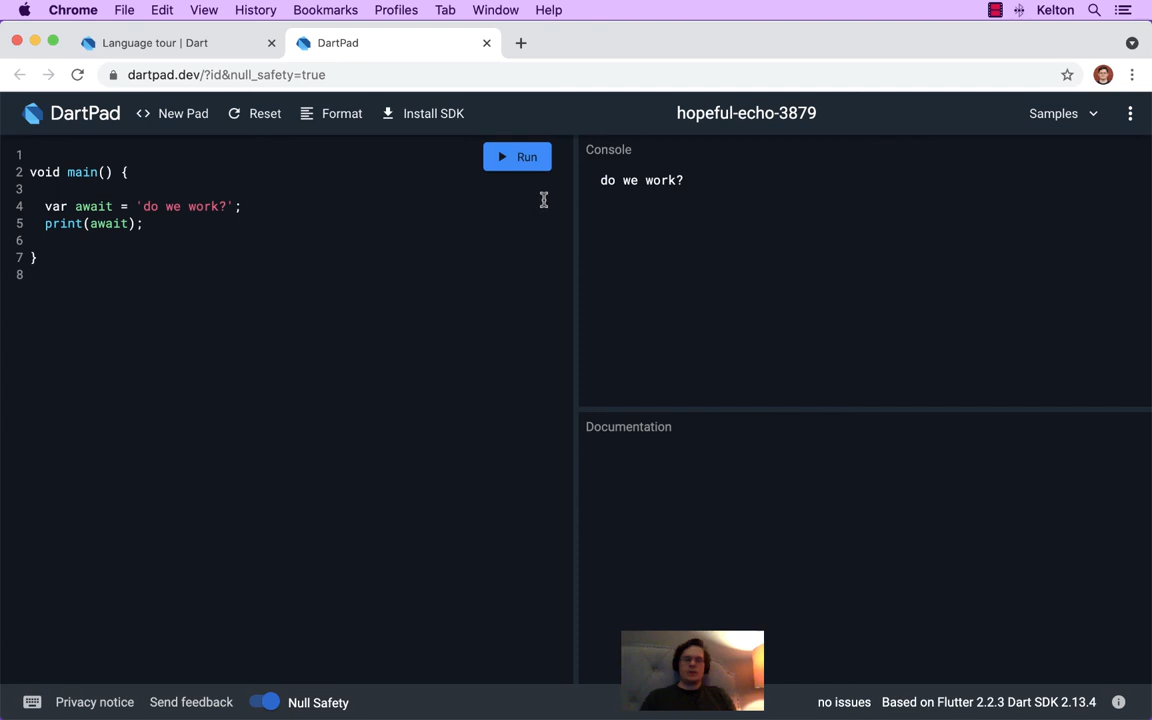 Chrome File Edit View History Bookmarks Profiles Tab Window Help Kelton
Language tour | Dart DartPad
dartpad.dev/?id&null_safety=true
DartPad <> New Pad Reset Format Install SDK hopeful-echo-3879 Samples
Run
Console
do we work?
1
2 void main() {
3
4 var await = 'do we work?';
5 print(await);
6
7 }
8
Documentation
Privacy notice Send feedback Null Safety no issues Based on Flutter 2.2.3 Dart SDK 2.13.4